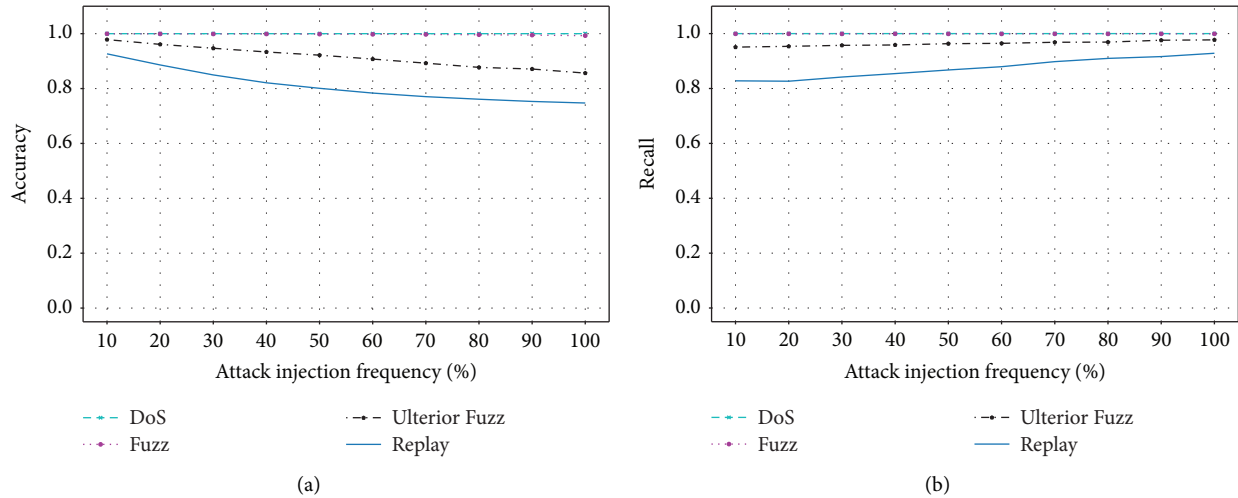 1.0
0.8
0.6
0.4
0.2
0.0
Accuracy
10 20 30 40 50 60 70 80 90 100
Attack injection frequency (%)
DoS
Fuzz
Ulterior Fuzz
Replay
(a)
1.0
0.8
0.6
0.4
0.2
0.0
Recall
10 20 30 40 50 60 70 80 90 100
Attack injection frequency (%)
DoS
Fuzz
Ulterior Fuzz
Replay
(b)